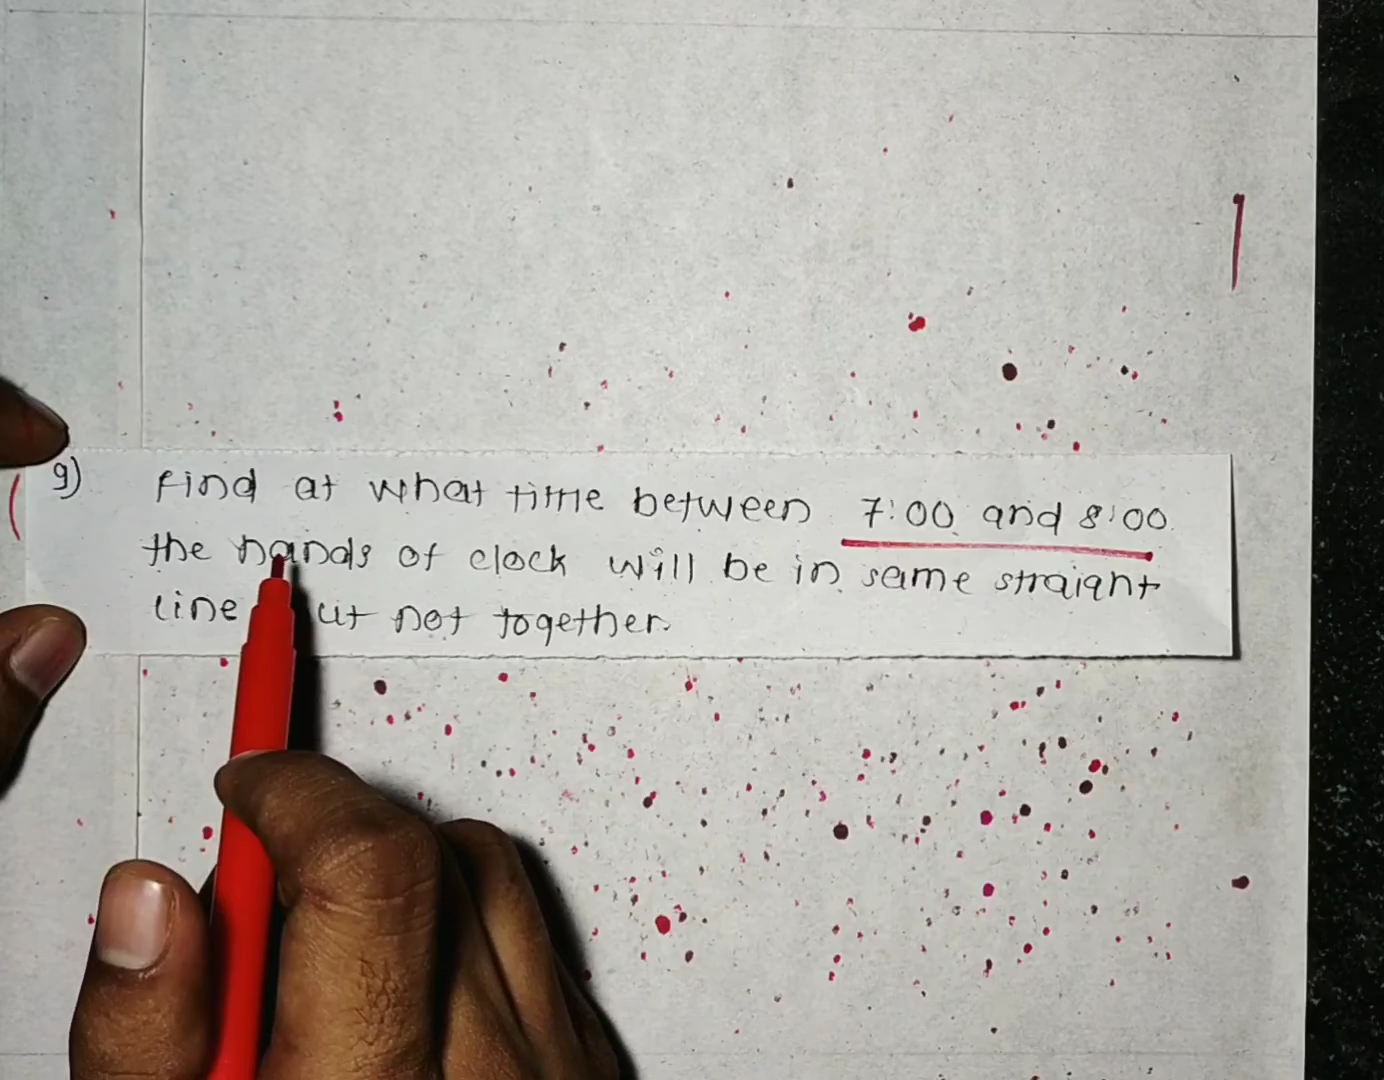 9) Find at what time between 7:00 and 8:00
the hands of clock will be in same straight
line ut not together.